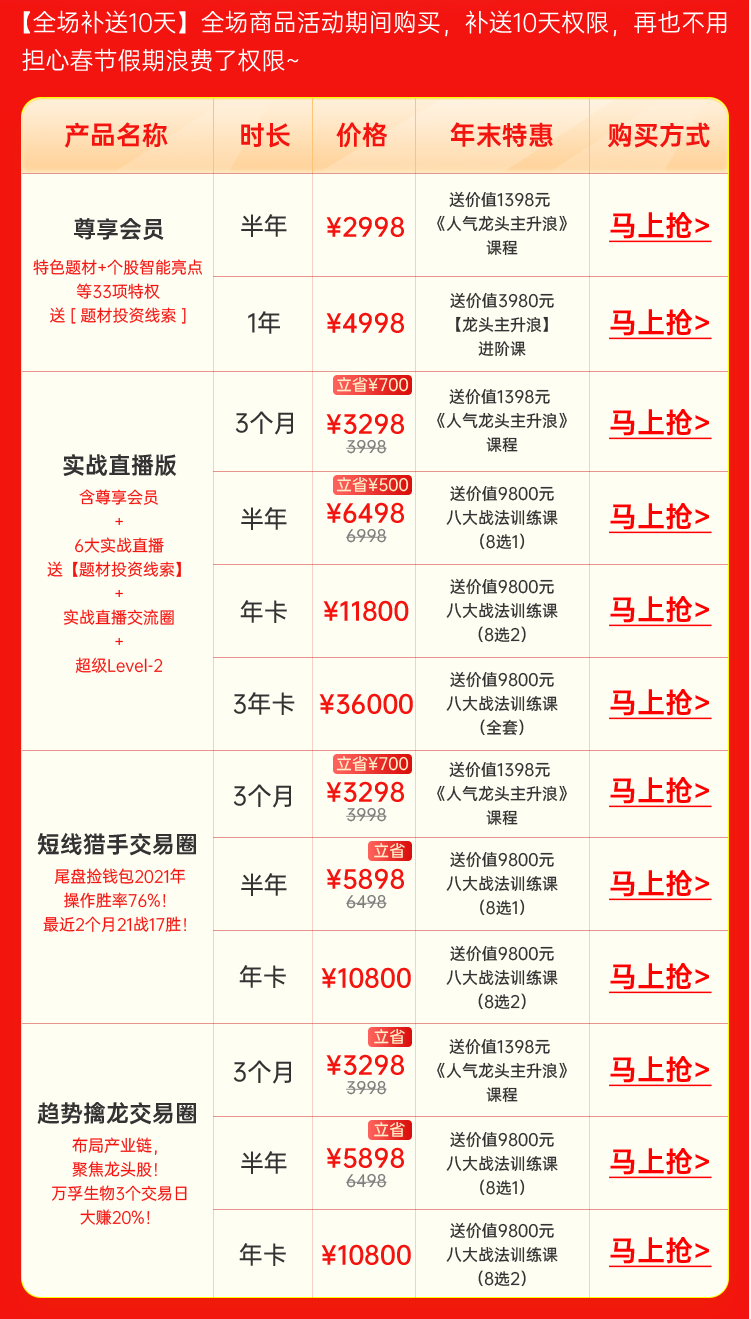 【全场补送10天】全场商品活动期间购买，补送10天权限，再也不用
担心春节假期浪费了权限~
产品名称 时长 价格 年末特惠 购买方式
尊享会员
特色题材+个股智能亮点
等33项特权
送 [ 题材投资线索 ]
半年
¥2998
送价值1398元
《人气龙头主升浪》
课程
马上抢>
1年
¥4998
送价值3980元
【龙头主升浪】
进阶课
马上抢>
实战直播版
含尊享会员
+
6大实战直播
送【题材投资线索】
+
实战直播交流圈
+
超级Level-2
3个月
立省¥700
¥3298
3998
送价值1398元
《人气龙头主升浪》
课程
马上抢>
半年
立省¥500
¥6498
6998
送价值9800元
八大战法训练课
(8选1)
马上抢>
年卡
¥11800
送价值9800元
八大战法训练课
(8选2)
马上抢>
3年卡
¥36000
送价值9800元
八大战法训练课
(全套)
马上抢>
短线猎手交易圈
尾盘捡钱包2021年
操作胜率76%!
最近2个月21战17胜!
3个月
立省¥700
¥3298
3998
送价值1398元
《人气龙头主升浪》
课程
马上抢>
半年
立省
¥5898
6498
送价值9800元
八大战法训练课
(8选1)
马上抢>
年卡
¥10800
送价值9800元
八大战法训练课
(8选2)
马上抢>
趋势擒龙交易圈
布局产业链，
聚焦龙头股!
万孚生物3个交易日
大赚20%!
3个月
立省
¥3298
3998
送价值1398元
《人气龙头主升浪》
课程
马上抢>
半年
立省
¥5898
6498
送价值9800元
八大战法训练课
(8选1)
马上抢>
年卡
¥10800
送价值9800元
八大战法训练课
(8选2)
马上抢>